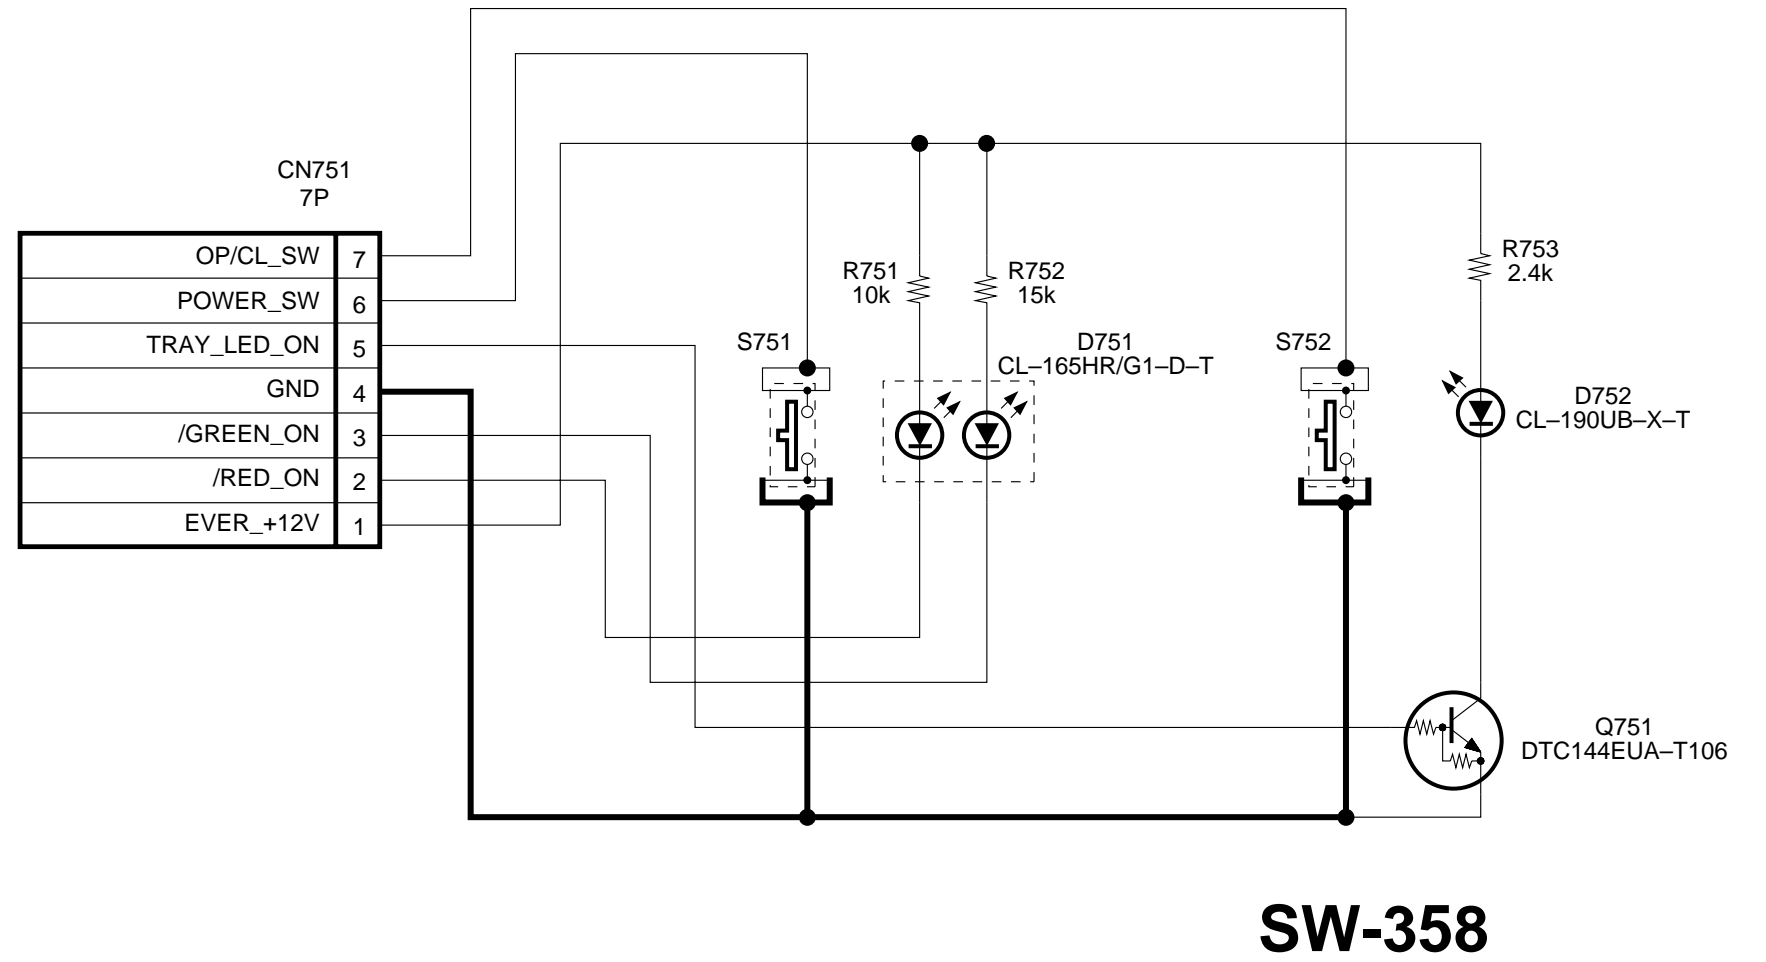 CN751
7P
OP/CL_SW 7
POWER_SW 6
TRAY_LED_ON 5
GND 4
/GREEN_ON 3
/RED_ON 2
EVER_+12V 1
S751
R751
10k
R752
15k
D751
CL–165HR/G1–D–T
S752
R753
2.4k
D752
CL–190UB–X–T
Q751
DTC144EUA–T106
SW-358